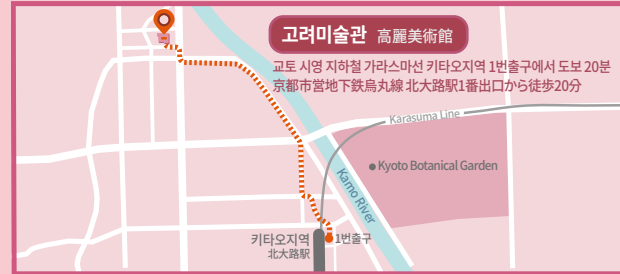 고려미술관 高麗美術館
교토 시영 지하철 가라스마선 키타오지역 1번출구에서 도보 20분
京都市営地下鉄烏丸線 北大路駅1番出口から徒歩20分
Karasuma Line
Kyoto Botanical Garden
Kamo River
키타오지역
北大路駅
1번출구